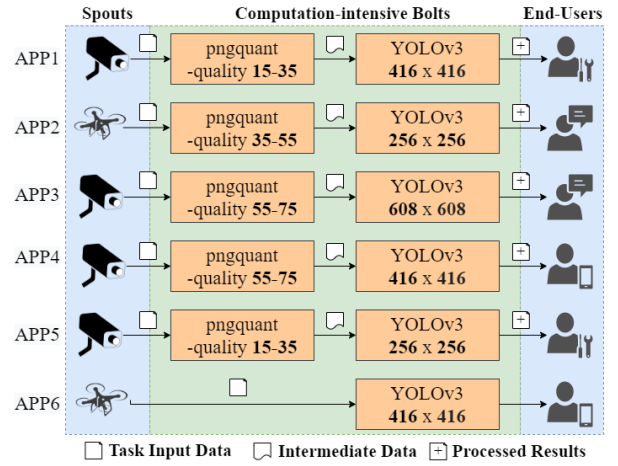 Spouts Computation-intensive Bolts End-Users
APP1 pngquant YOLOv3
-quality 15-35 416 x 416
APP2 pngquant YOLOv3
-quality 35-55 256 x 256
APP3 pngquant YOLOv3
-quality 55-75 608 x 608
APP4 pngquant YOLOv3
-quality 55-75 416 x 416
APP5 pngquant YOLOv3
-quality 15-35 256 x 256
APP6 YOLOv3
416 x 416
Task Input Data Intermediate Data Processed Results